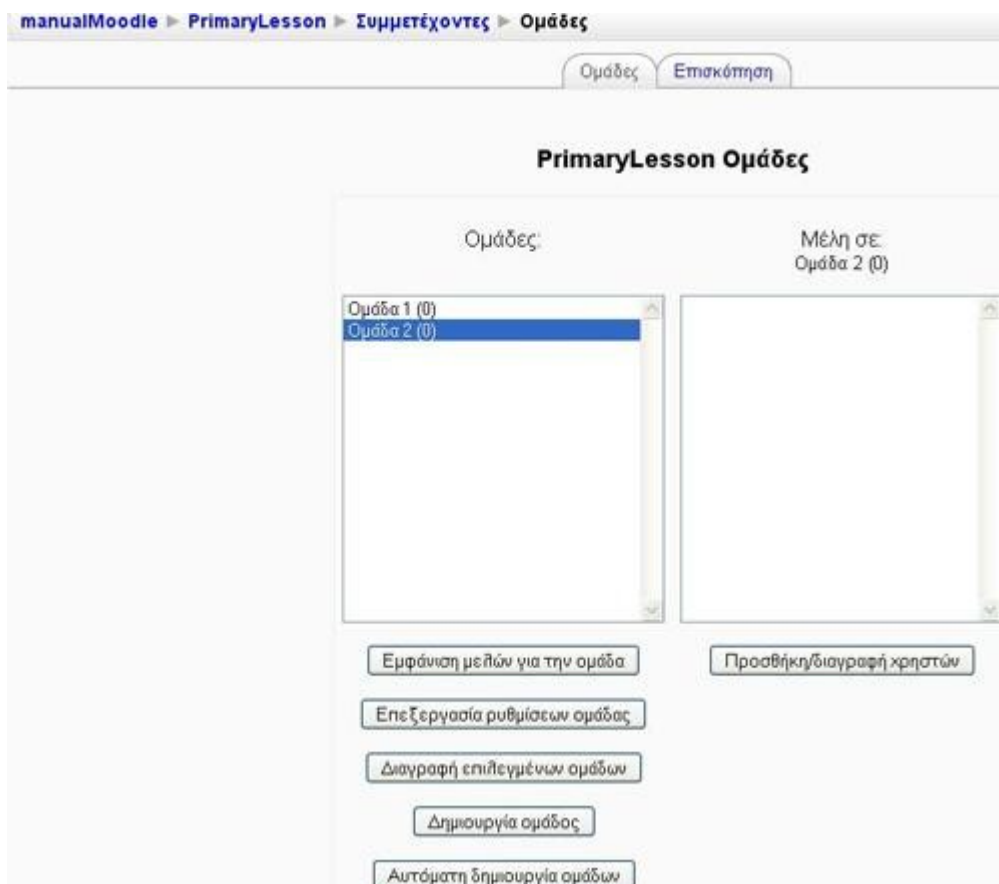 manualMoodle ► PrimaryLesson ► Συμμετέχοντες ► Ομάδες
Ομάδες Επισκόπηση
PrimaryLesson Ομάδες
Ομάδες: Μέλη σε:
Ομάδα 2 (0)
Ομάδα 1 (0)
Ομάδα 2 (0)
Εμφάνιση μελών για την ομάδα Προσθήκη/διαγραφή χρηστών
Επεξεργασία ρυθμίσεων ομάδας
Διαγραφή επιλεγμένων ομάδων
Δημιουργία ομάδος
Αυτόματη δημιουργία ομάδων